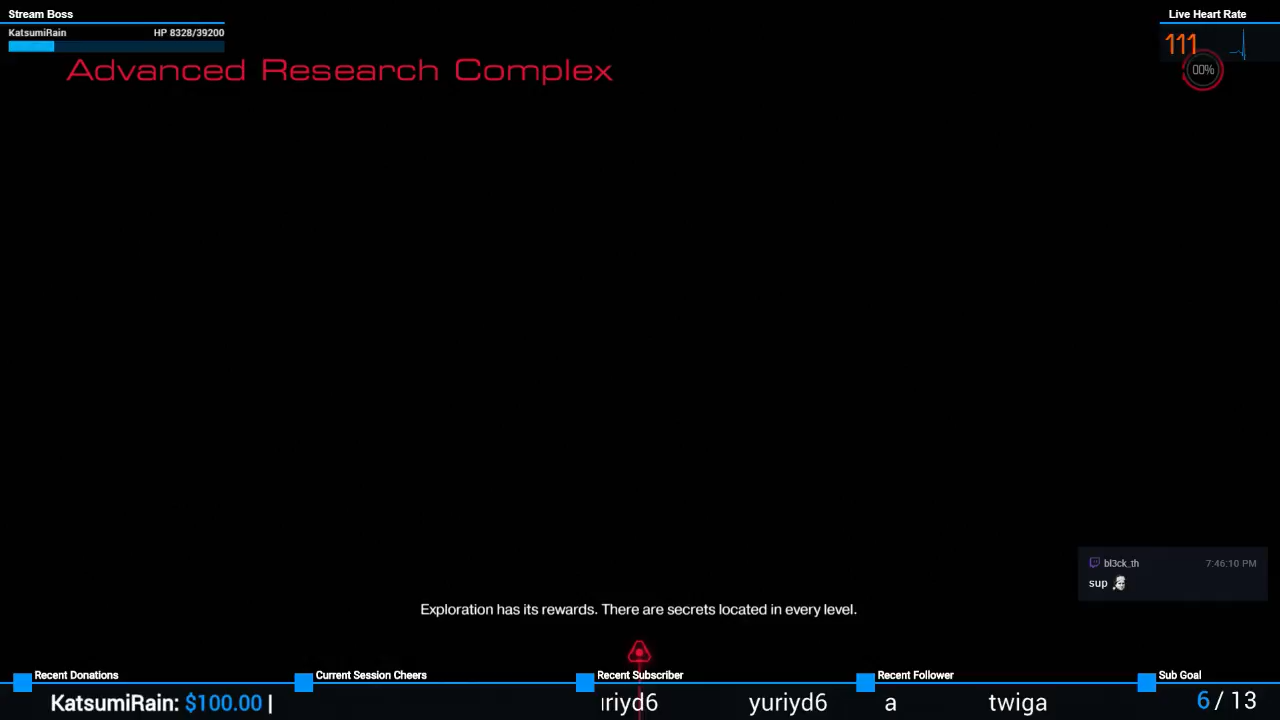 Stream Boss
KatsumiRain HP 8328/39200
Advanced Research Complex
Live Heart Rate
111
00%
bl3ck_th 7:46:10 PM
sup
Exploration has its rewards. There are secrets located in every level.
Recent Donations
KatsumiRain: $100.00 |
Current Session Cheers
Recent Subscriber
riyd6 yuriyd6
Recent Follower
a twiga
Sub Goal
6 / 13